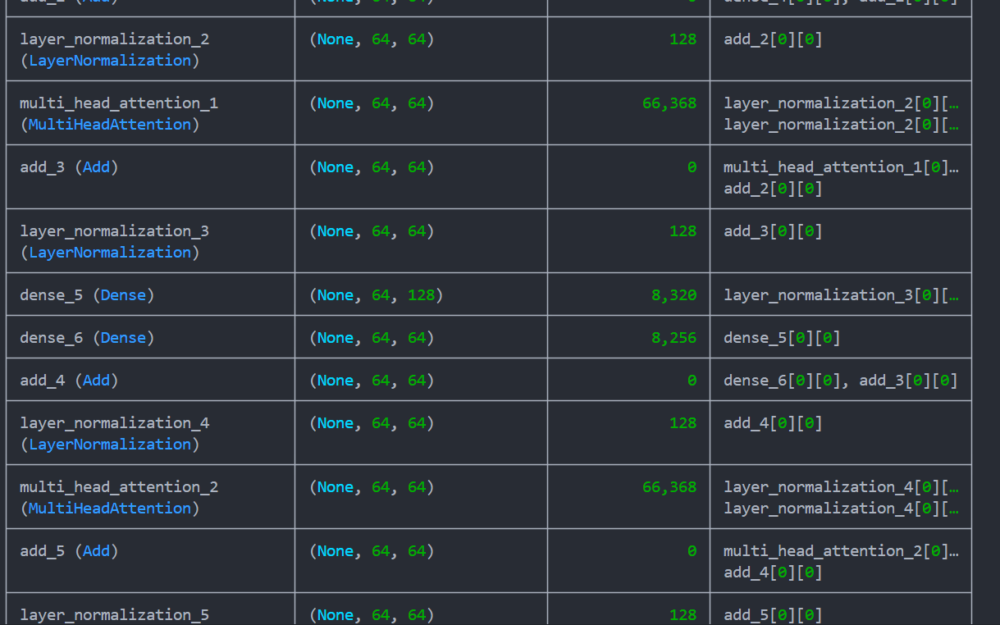 layer_normalization_2 (None, 64, 64) 128 add_2[0][0]
(LayerNormalization)
multi_head_attention_1 (None, 64, 64) 66,368 layer_normalization_2[0][…
(MultiHeadAttention) layer_normalization_2[0][…
add_3 (Add) (None, 64, 64) 0 multi_head_attention_1[0]…
add_2[0][0]
layer_normalization_3 (None, 64, 64) 128 add_3[0][0]
(LayerNormalization)
dense_5 (Dense) (None, 64, 128) 8,320 layer_normalization_3[0][…
dense_6 (Dense) (None, 64, 64) 8,256 dense_5[0][0]
add_4 (Add) (None, 64, 64) 0 dense_6[0][0], add_3[0][0]
layer_normalization_4 (None, 64, 64) 128 add_4[0][0]
(LayerNormalization)
multi_head_attention_2 (None, 64, 64) 66,368 layer_normalization_4[0][…
(MultiHeadAttention) layer_normalization_4[0][…
add_5 (Add) (None, 64, 64) 0 multi_head_attention_2[0]…
add_4[0][0]
layer_normalization_5 (None, 64, 64) 128 add_5[0][0]